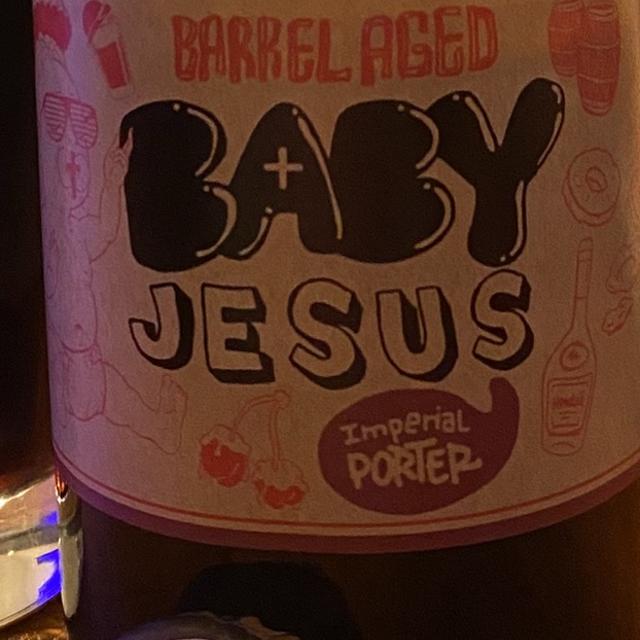 BARREL AGED
BABY
JESUS
Imperial
PORTER